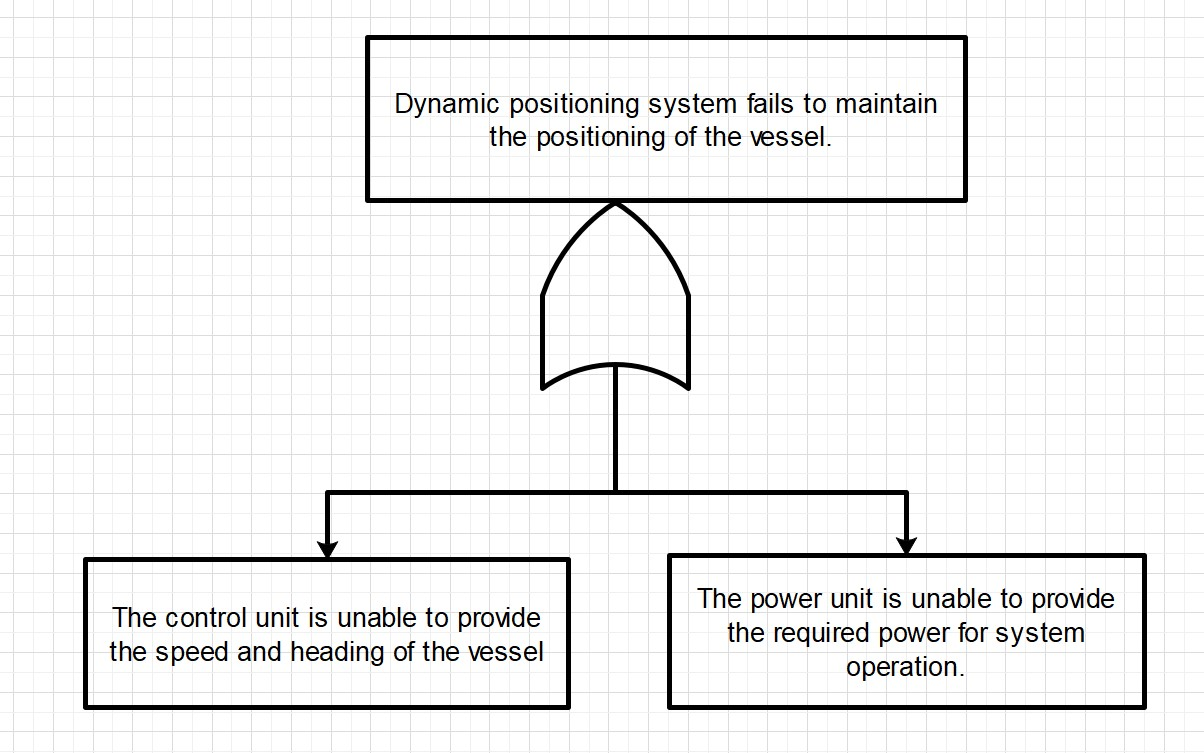 Dynamic positioning system fails to maintain
the positioning of the vessel.
The control unit is unable to provide
the speed and heading of the vessel
The power unit is unable to provide
the required power for system
operation.